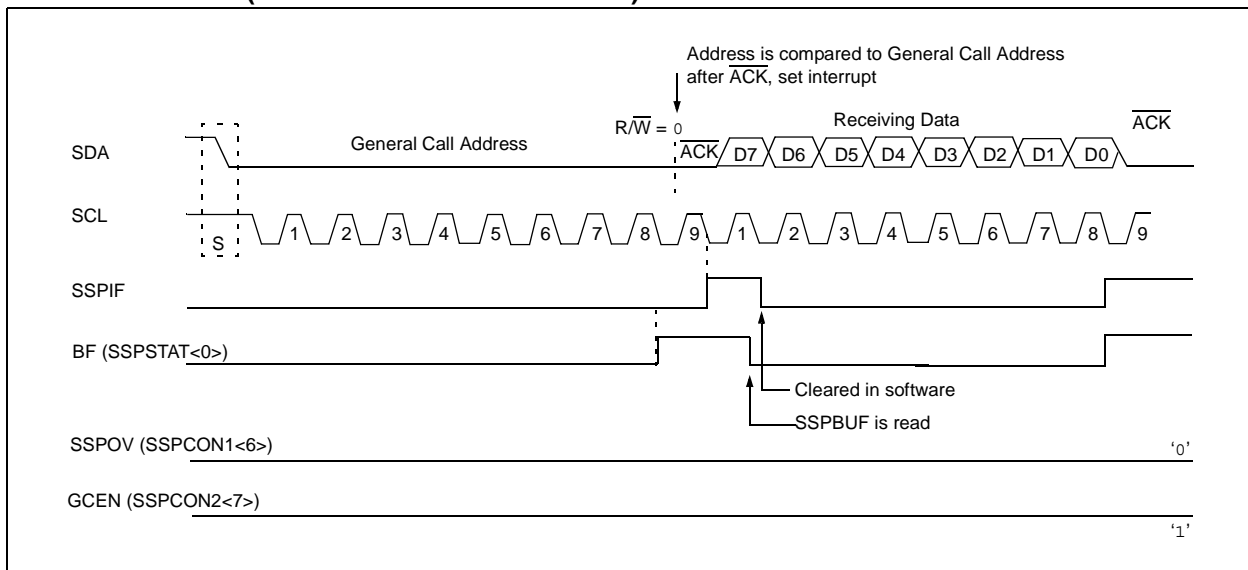 Address is compared to General Call Address
after ACK, set interrupt
R/W = 0
Receiving Data
ACK
SDA
General Call Address
ACK
D7 D6 D5 D4 D3 D2 D1 D0
SCL
S
1 2 3 4 5 6 7 8 9 1 2 3 4 5 6 7 8 9
SSPIF
BF (SSPSTAT<0>)
Cleared in software
SSPBUF is read
SSPOV (SSPCON1<6>)
‘0’
GCEN (SSPCON2<7>)
‘1’